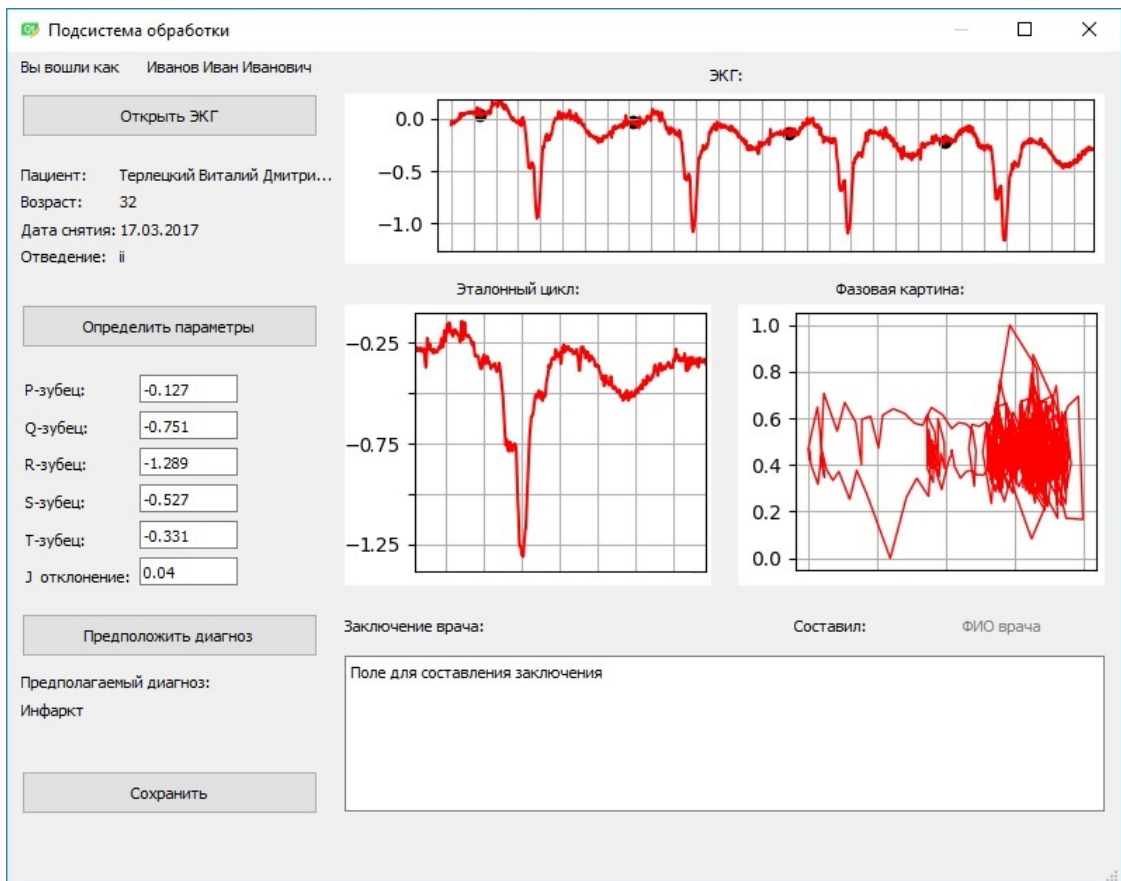 Подсистема обработки
Вы вошли как Иванов Иван Иванович
Открыть ЭКГ
Пациент: Терлецкий Виталий Дмитри...
Возраст: 32
Дата снятия: 17.03.2017
Отведение: ii
Определить параметры
P-зубец: -0.127
Q-зубец: -0.751
R-зубец: -1.289
S-зубец: -0.527
T-зубец: -0.331
J отклонение: 0.04
Предположить диагноз
Предполагаемый диагноз:
Инфаркт
Сохранить
ЭКГ:
0.0
−0.5
−1.0
Эталонный цикл:
−0.25
−0.75
−1.25
Фазовая картина:
1.0
0.8
0.6
0.4
0.2
0.0
Заключение врача: Составил: ФИО врача
Поле для составления заключения